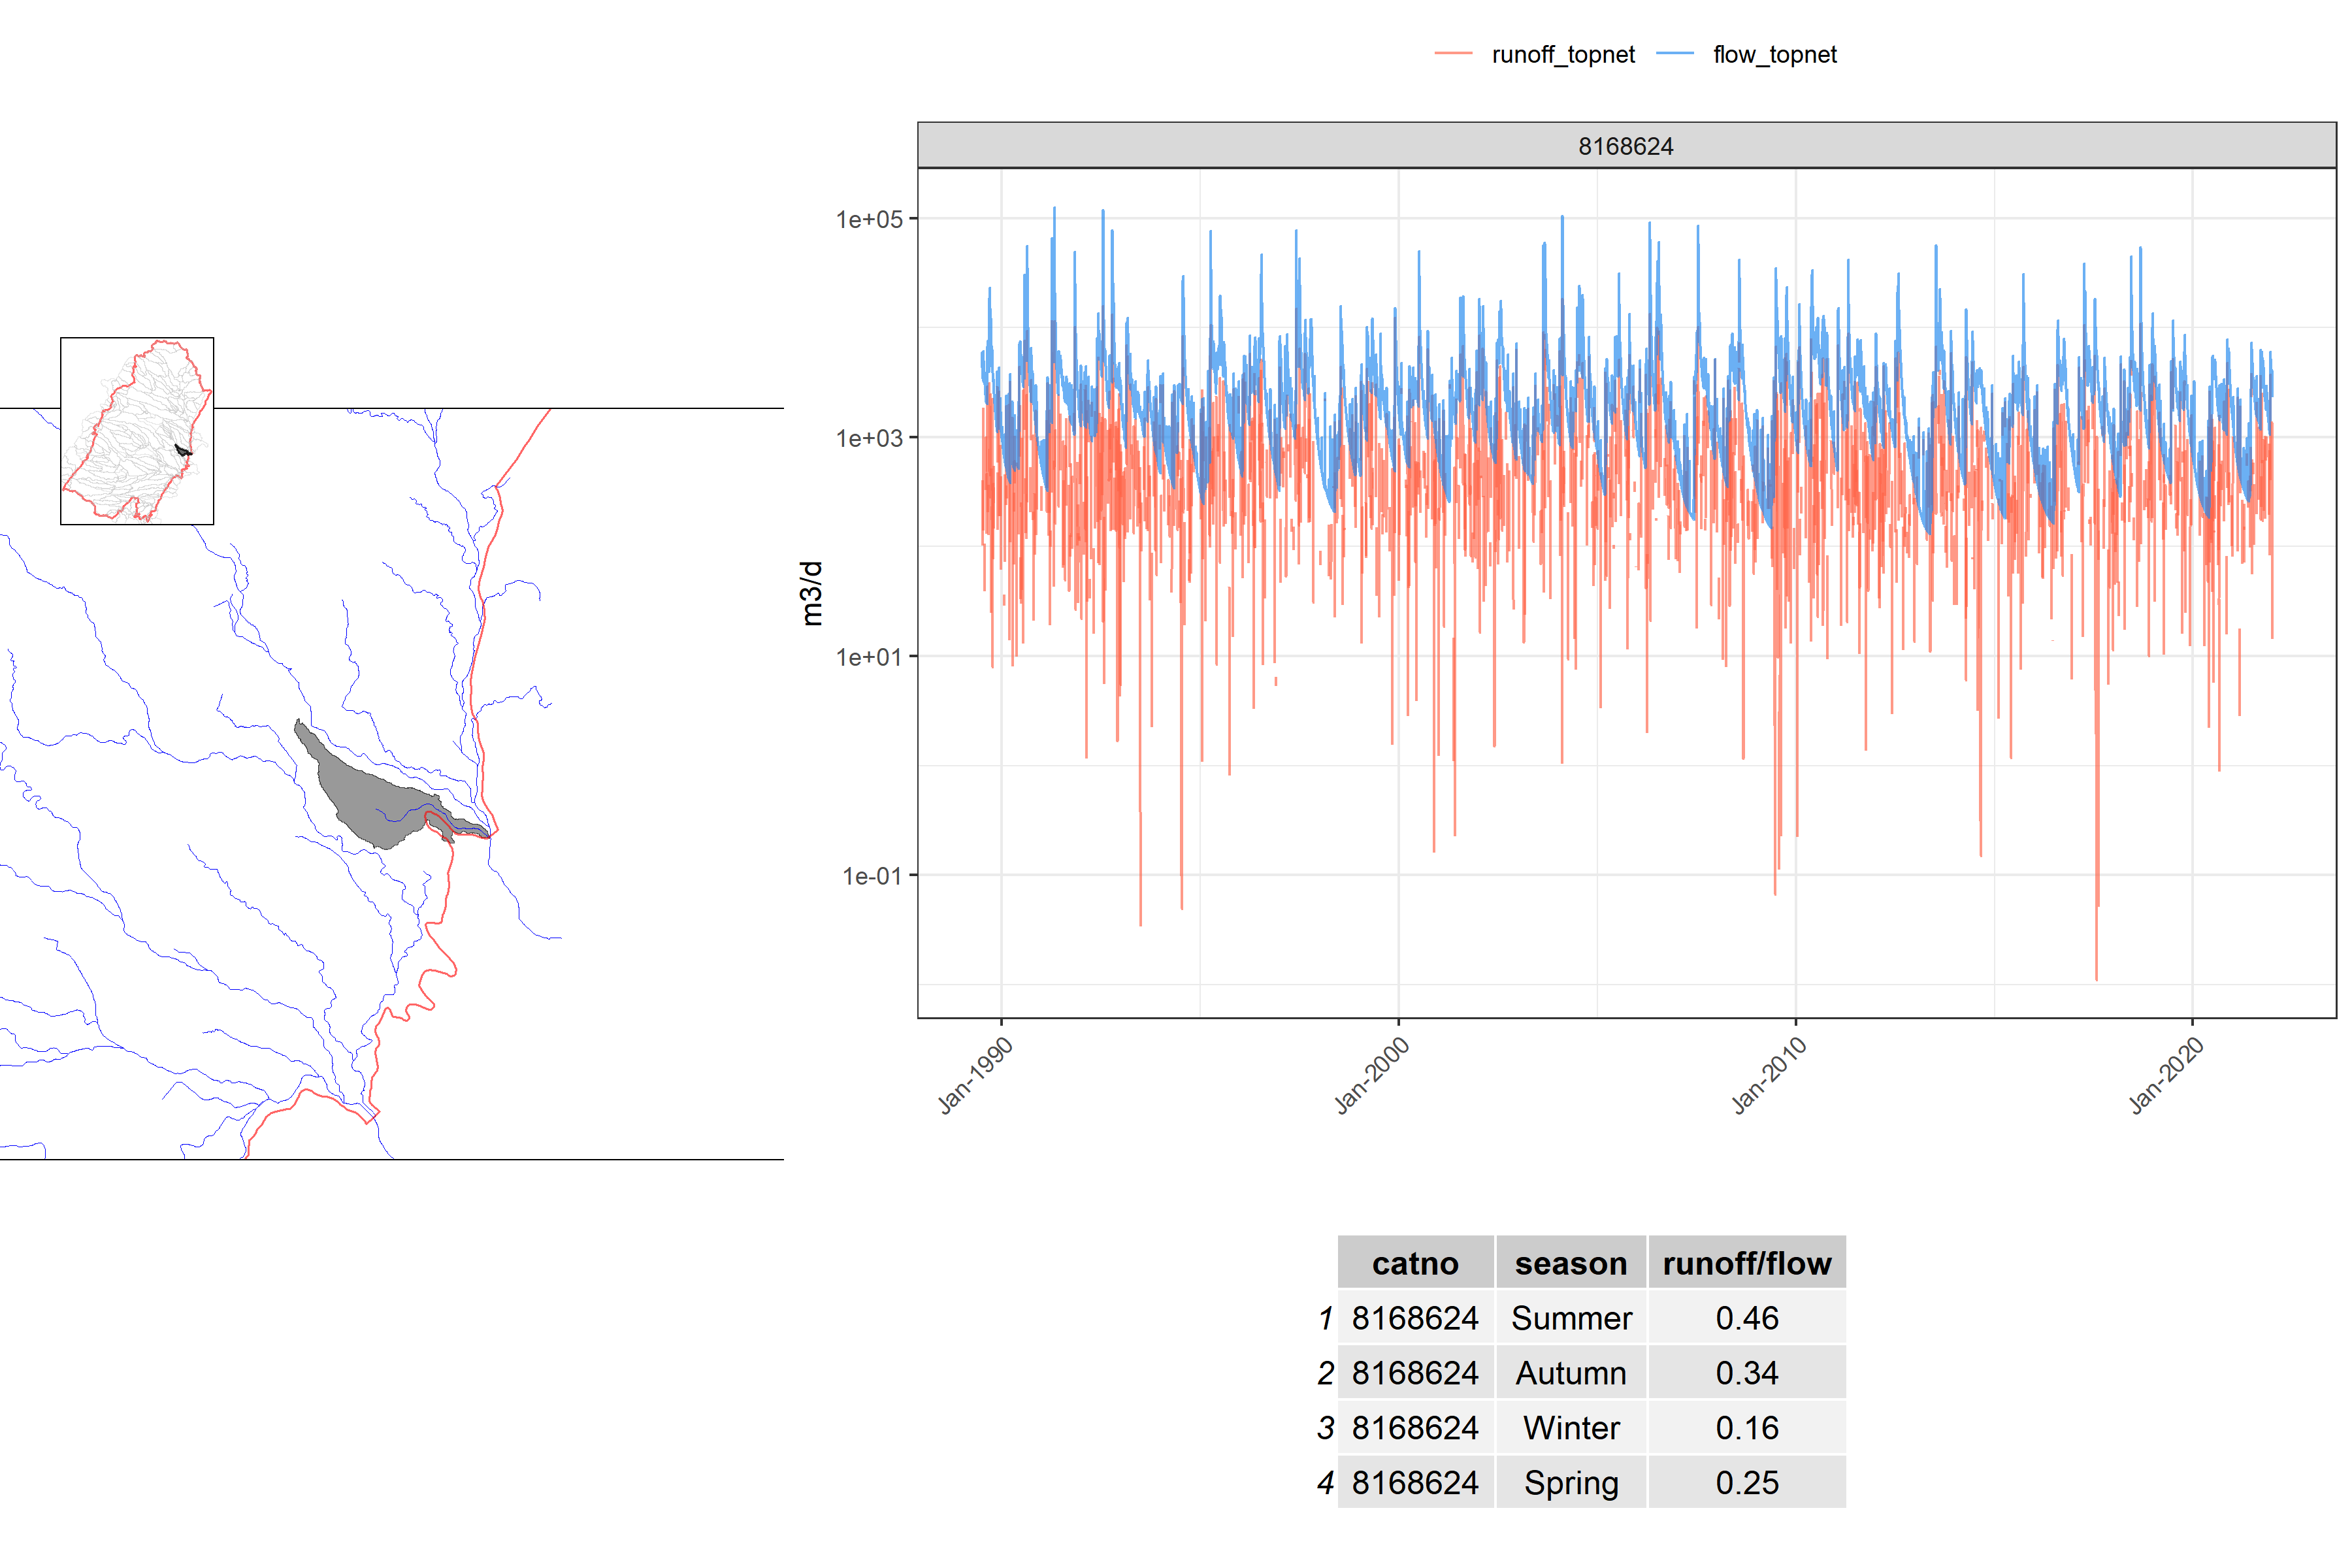 runoff_topnet flow_topnet
8168624
1e+05
1e+03
1e+01
1e-01
m3/d
Jan-1990 Jan-2000 Jan-2010 Jan-2020
catno season runoff/flow
1 8168624 Summer 0.46
2 8168624 Autumn 0.34
3 8168624 Winter 0.16
4 8168624 Spring 0.25